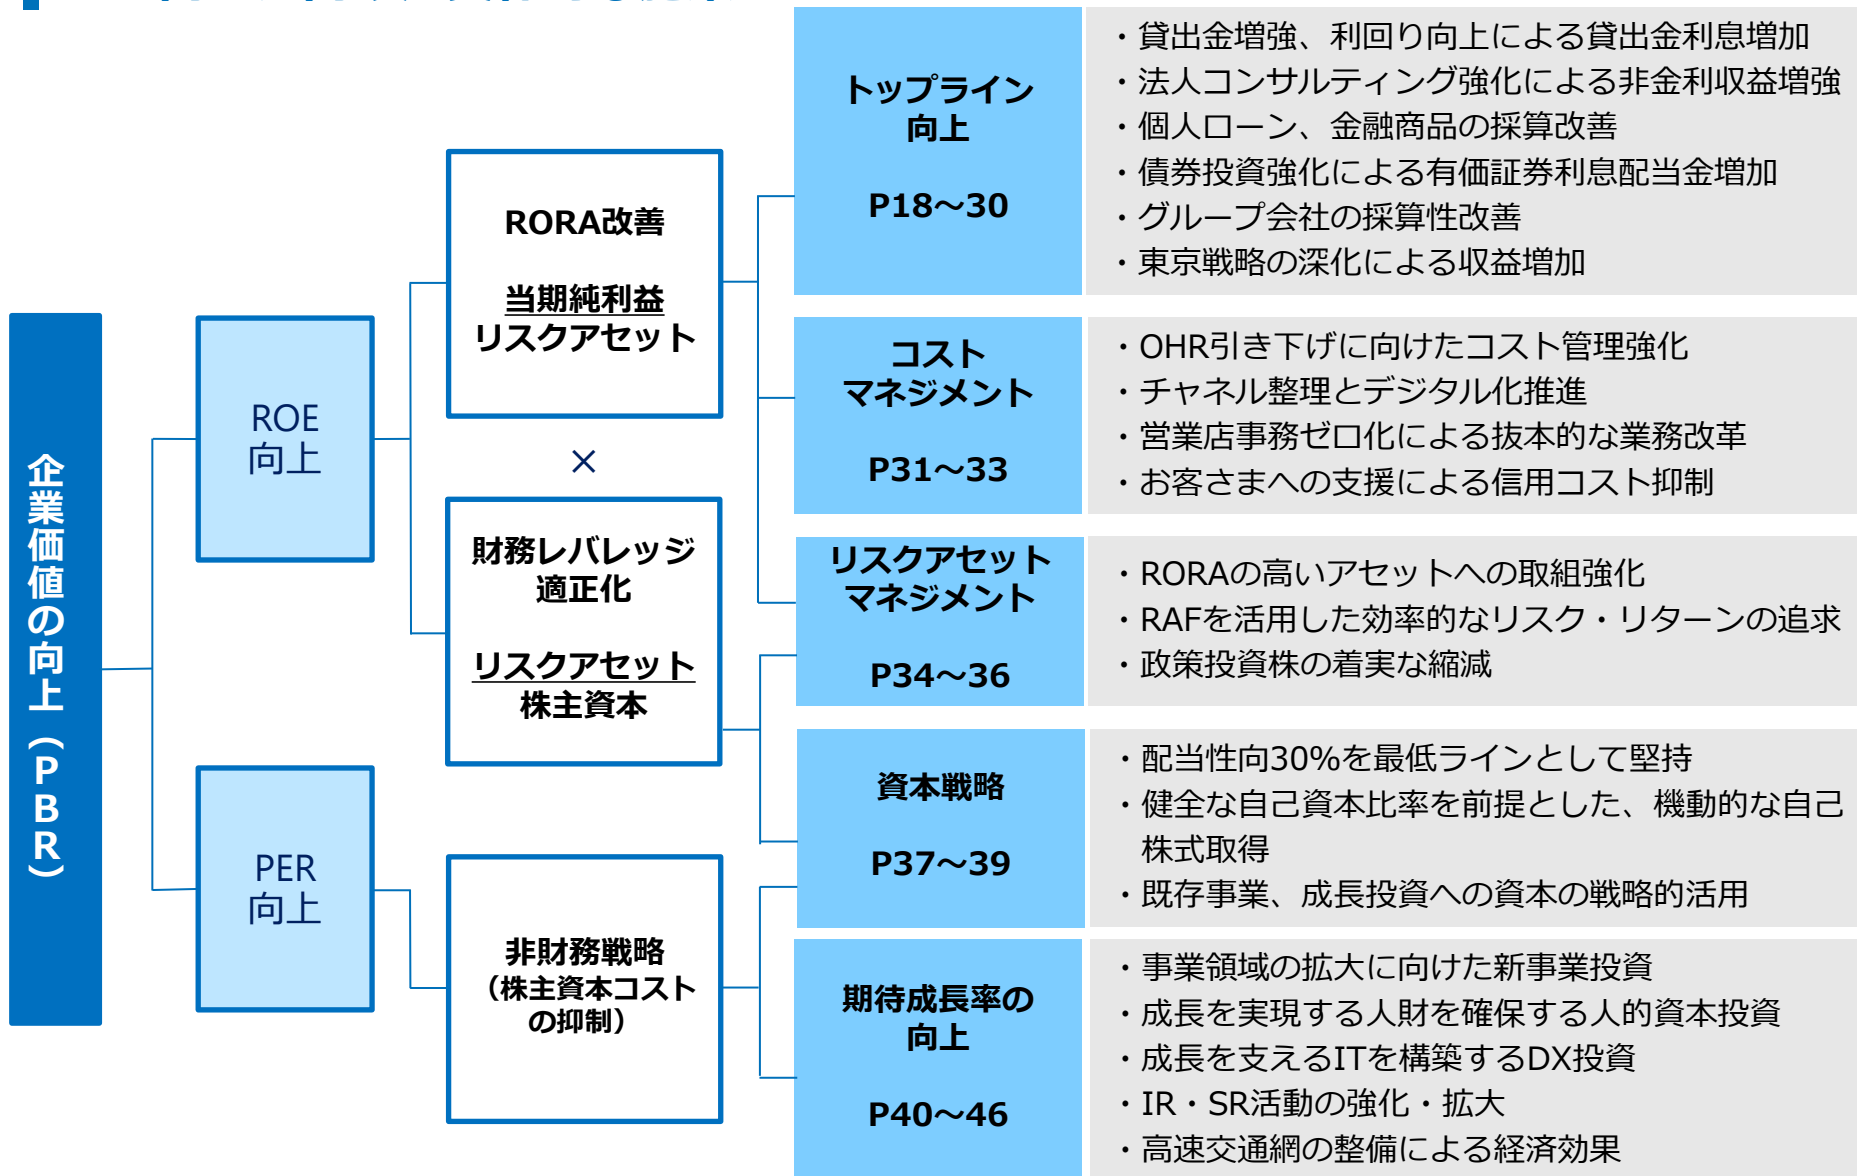 企業価値の向上（PBR）
ROE
向上
PER
向上
RORA改善
当期純利益
リスクアセット
×
財務レバレッジ
適正化
リスクアセット
株主資本
非財務戦略
（株主資本コスト
の抑制）
トップライン
向上
P18～30
・貸出金増強、利回り向上による貸出金利息増加
・法人コンサルティング強化による非金利収益増強
・個人ローン、金融商品の採算改善
・債券投資強化による有価証券利息配当金増加
・グループ会社の採算性改善
・東京戦略の深化による収益増加
コスト
マネジメント
P31～33
・OHR引き下げに向けたコスト管理強化
・チャネル整理とデジタル化推進
・営業店事務ゼロ化による抜本的な業務改革
・お客さまへの支援による信用コスト抑制
リスクアセット
マネジメント
P34～36
・RORAの高いアセットへの取組強化
・RAFを活用した効率的なリスク・リターンの追求
・政策投資株の着実な縮減
資本戦略
P37～39
・配当性向30%を最低ラインとして堅持
・健全な自己資本比率を前提とした、機動的な自己
株式取得
・既存事業、成長投資への資本の戦略的活用
期待成長率の
向上
P40～46
・事業領域の拡大に向けた新事業投資
・成長を実現する人財を確保する人的資本投資
・成長を支えるITを構築するDX投資
・IR・SR活動の強化・拡大
・高速交通網の整備による経済効果